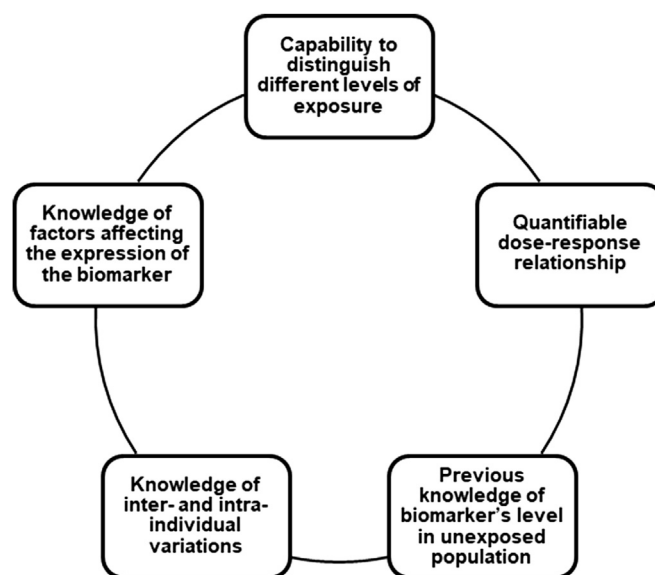 Capability to
distinguish
different levels of
exposure
Quantifiable
dose-response
relationship
Previous
knowledge of
biomarker's level
in unexposed
population
Knowledge of
inter- and intra-
individual
variations
Knowledge of
factors affecting
the expression of
the biomarker